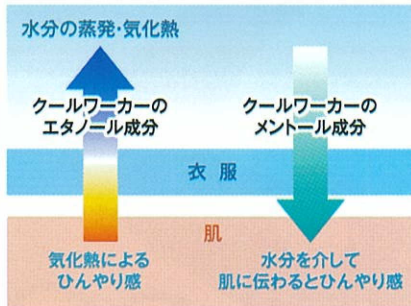 水分の蒸発・気化熱
クールワーカーの
エタノール成分
クールワーカーの
メントール成分
衣服
肌
気化熱による
ひんやり感
水分を介して
肌に伝わるとひんやり感